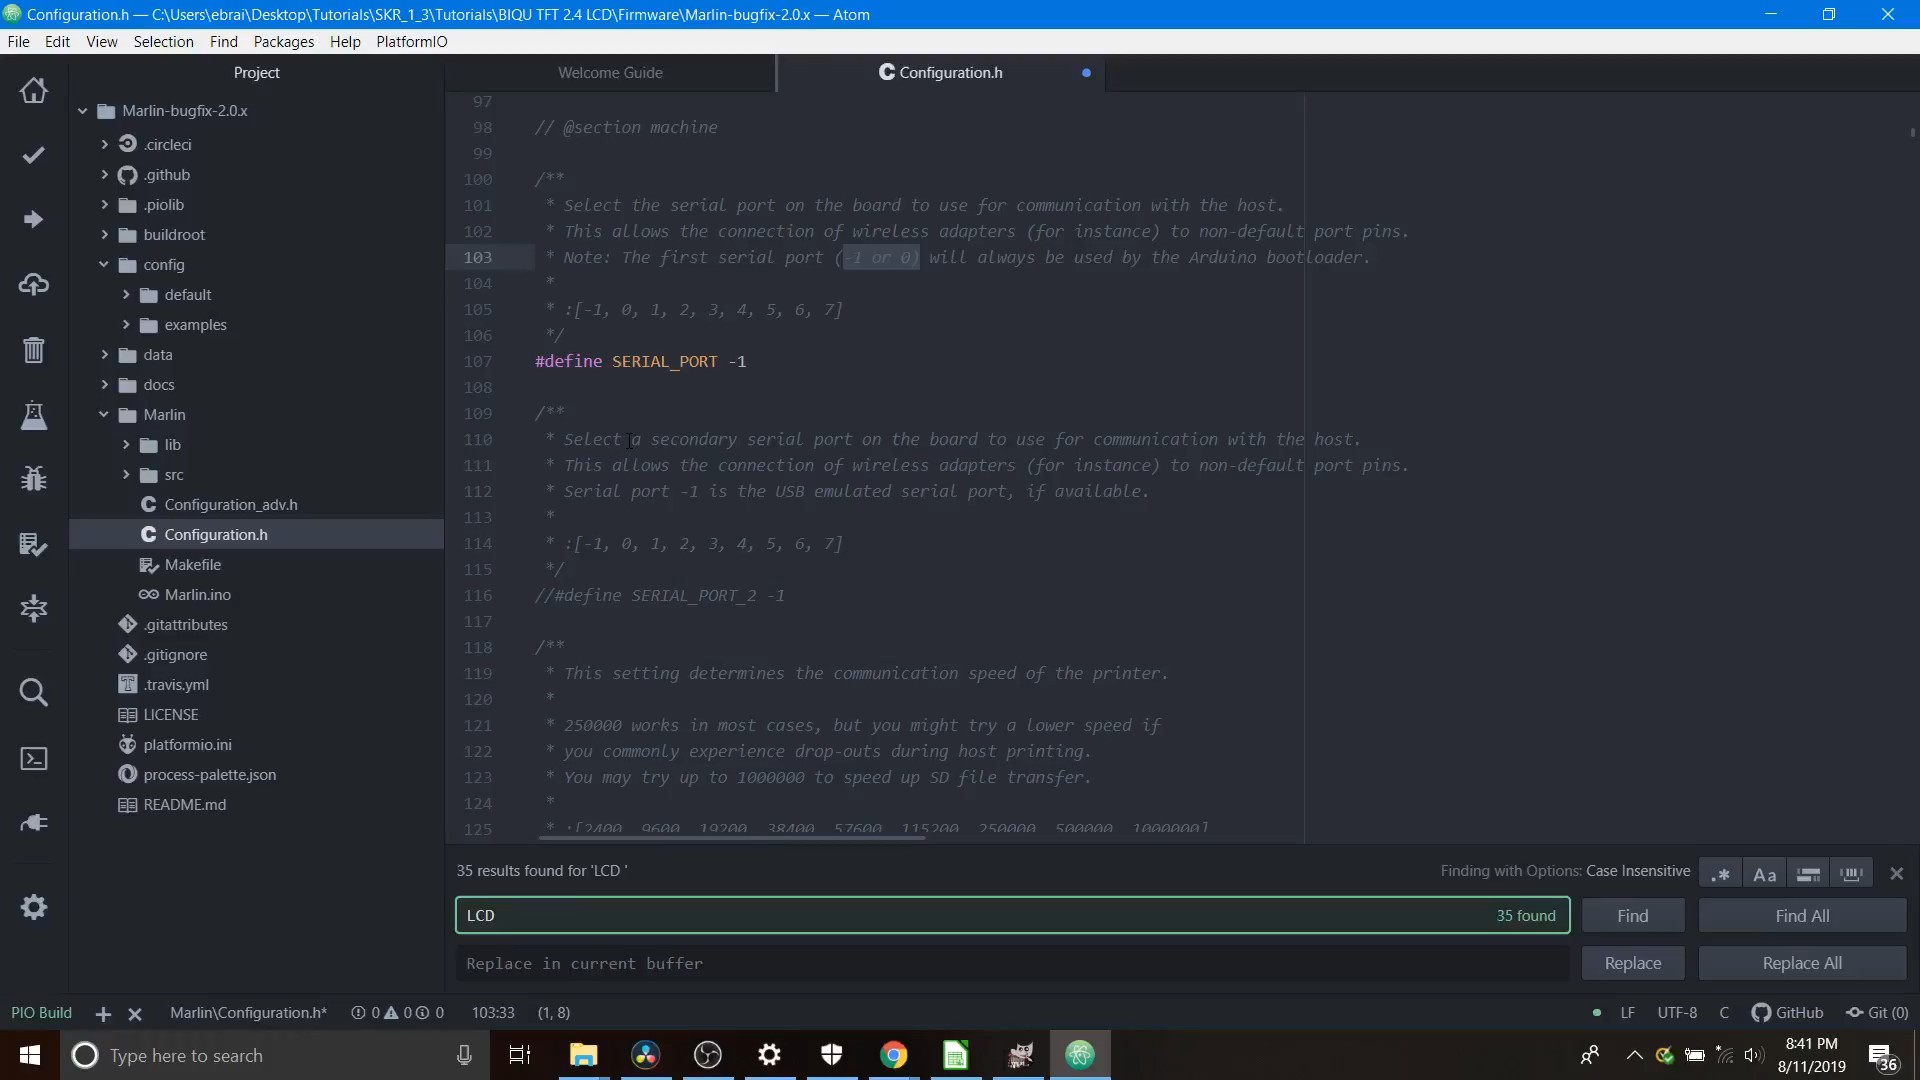 Configuration.h — C:\Users\ebrai\Desktop\Tutorials\SKR_1_3\Tutorials\BIQU TFT 2.4 LCD\Firmware\Marlin-bugfix-2.0.x — Atom
File Edit View Selection Find Packages Help PlatformIO
Project
Welcome Guide
Configuration.h
Marlin-bugfix-2.0.x
.circleci
.github
.piolib
buildroot
config
default
examples
data
docs
Marlin
lib
src
Configuration_adv.h
Configuration.h
Makefile
Marlin.ino
.gitattributes
.gitignore
.travis.yml
LICENSE
platformio.ini
process-palette.json
README.md
97
98 // @section machine
99
100 /**
101 * Select the serial port on the board to use for communication with the host.
102 * This allows the connection of wireless adapters (for instance) to non-default port pins.
103 * Note: The first serial port (-1 or 0) will always be used by the Arduino bootloader.
104 *
105 * :[-1, 0, 1, 2, 3, 4, 5, 6, 7]
106 */
107 #define SERIAL_PORT -1
108
109 /**
110 * Select a secondary serial port on the board to use for communication with the host.
111 * This allows the connection of wireless adapters (for instance) to non-default port pins.
112 * Serial port -1 is the USB emulated serial port, if available.
113 *
114 * :[-1, 0, 1, 2, 3, 4, 5, 6, 7]
115 */
116 //#define SERIAL_PORT_2 -1
117
118 /**
119 * This setting determines the communication speed of the printer.
120 *
121 * 250000 works in most cases, but you might try a lower speed if
122 * you commonly experience drop-outs during host printing.
123 * You may try up to 1000000 to speed up SD file transfer.
124 *
125 * :[2400, 9600, 19200, 38400, 57600, 115200, 250000, 500000, 1000000]
35 results found for 'LCD '
Finding with Options: Case Insensitive
.* Aa
LCD 35 found
Find Find All
Replace in current buffer
Replace Replace All
PIO Build Marlin\Configuration.h* 0 0 0 103:33 (1, 8)
LF UTF-8 C GitHub Git (0)
Type here to search
8:41 PM
8/11/2019
36